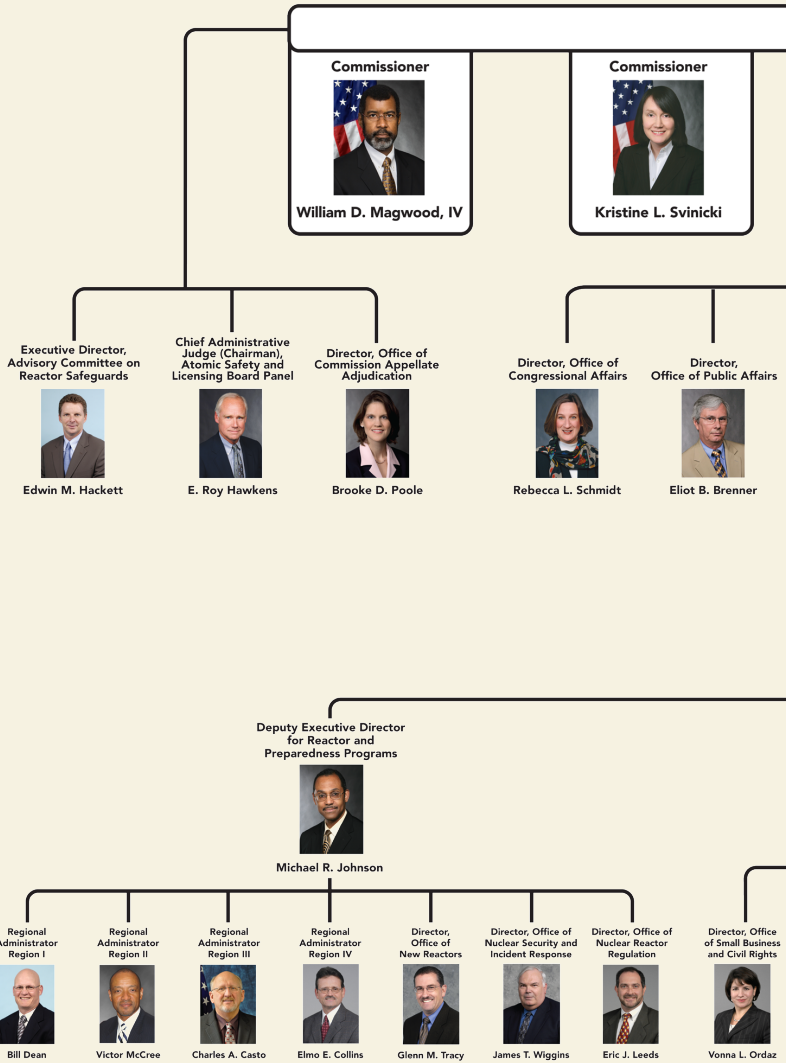 Commissioner
William D. Magwood, IV
Commissioner
Kristine L. Svinicki
Executive Director,
Advisory Committee on
Reactor Safeguards
Edwin M. Hackett
Chief Administrative
Judge (Chairman),
Atomic Safety and
Licensing Board Panel
E. Roy Hawkens
Director, Office of
Commission Appellate
Adjudication
Brooke D. Poole
Director, Office of
Congressional Affairs
Rebecca L. Schmidt
Director,
Office of Public Affairs
Eliot B. Brenner
Deputy Executive Director
for Reactor and
Preparedness Programs
Michael R. Johnson
Regional
Administrator
Region I
Bill Dean
Regional
Administrator
Region II
Victor McCree
Regional
Administrator
Region III
Charles A. Casto
Regional
Administrator
Region IV
Elmo E. Collins
Director,
Office of
New Reactors
Glenn M. Tracy
Director, Office of
Nuclear Security and
Incident Response
James T. Wiggins
Director, Office of
Nuclear Reactor
Regulation
Eric J. Leeds
Director, Office
of Small Business
and Civil Rights
Vonna L. Ordaz